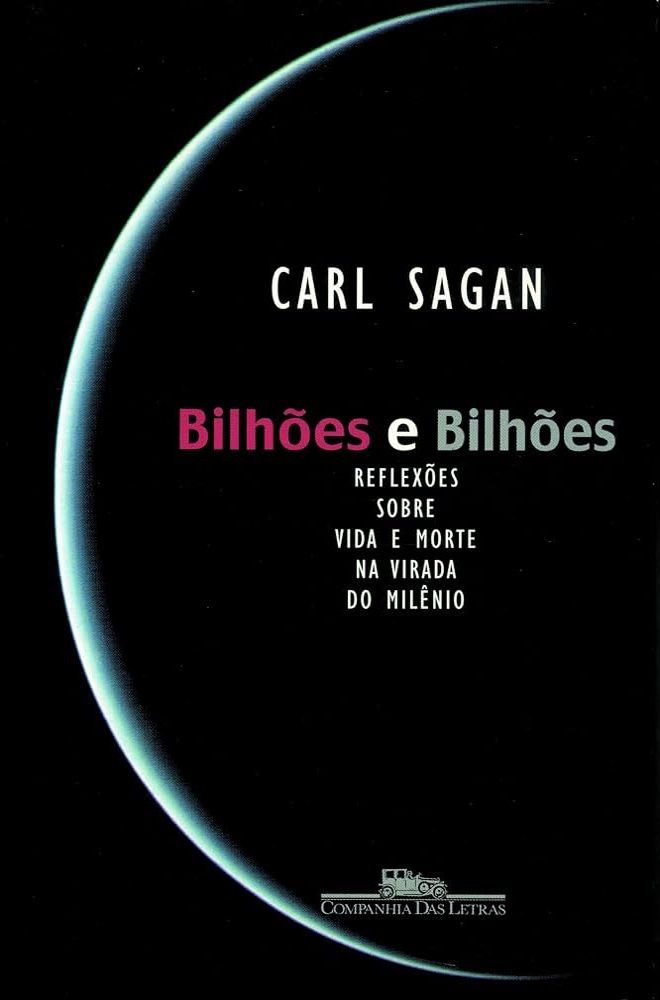 CARL SAGAN
Bilhões e Bilhões
REFLEXÕES
SOBRE
VIDA E MORTE
NA VIRADA
DO MILÊNIO
COMPANHIA DAS LETRAS